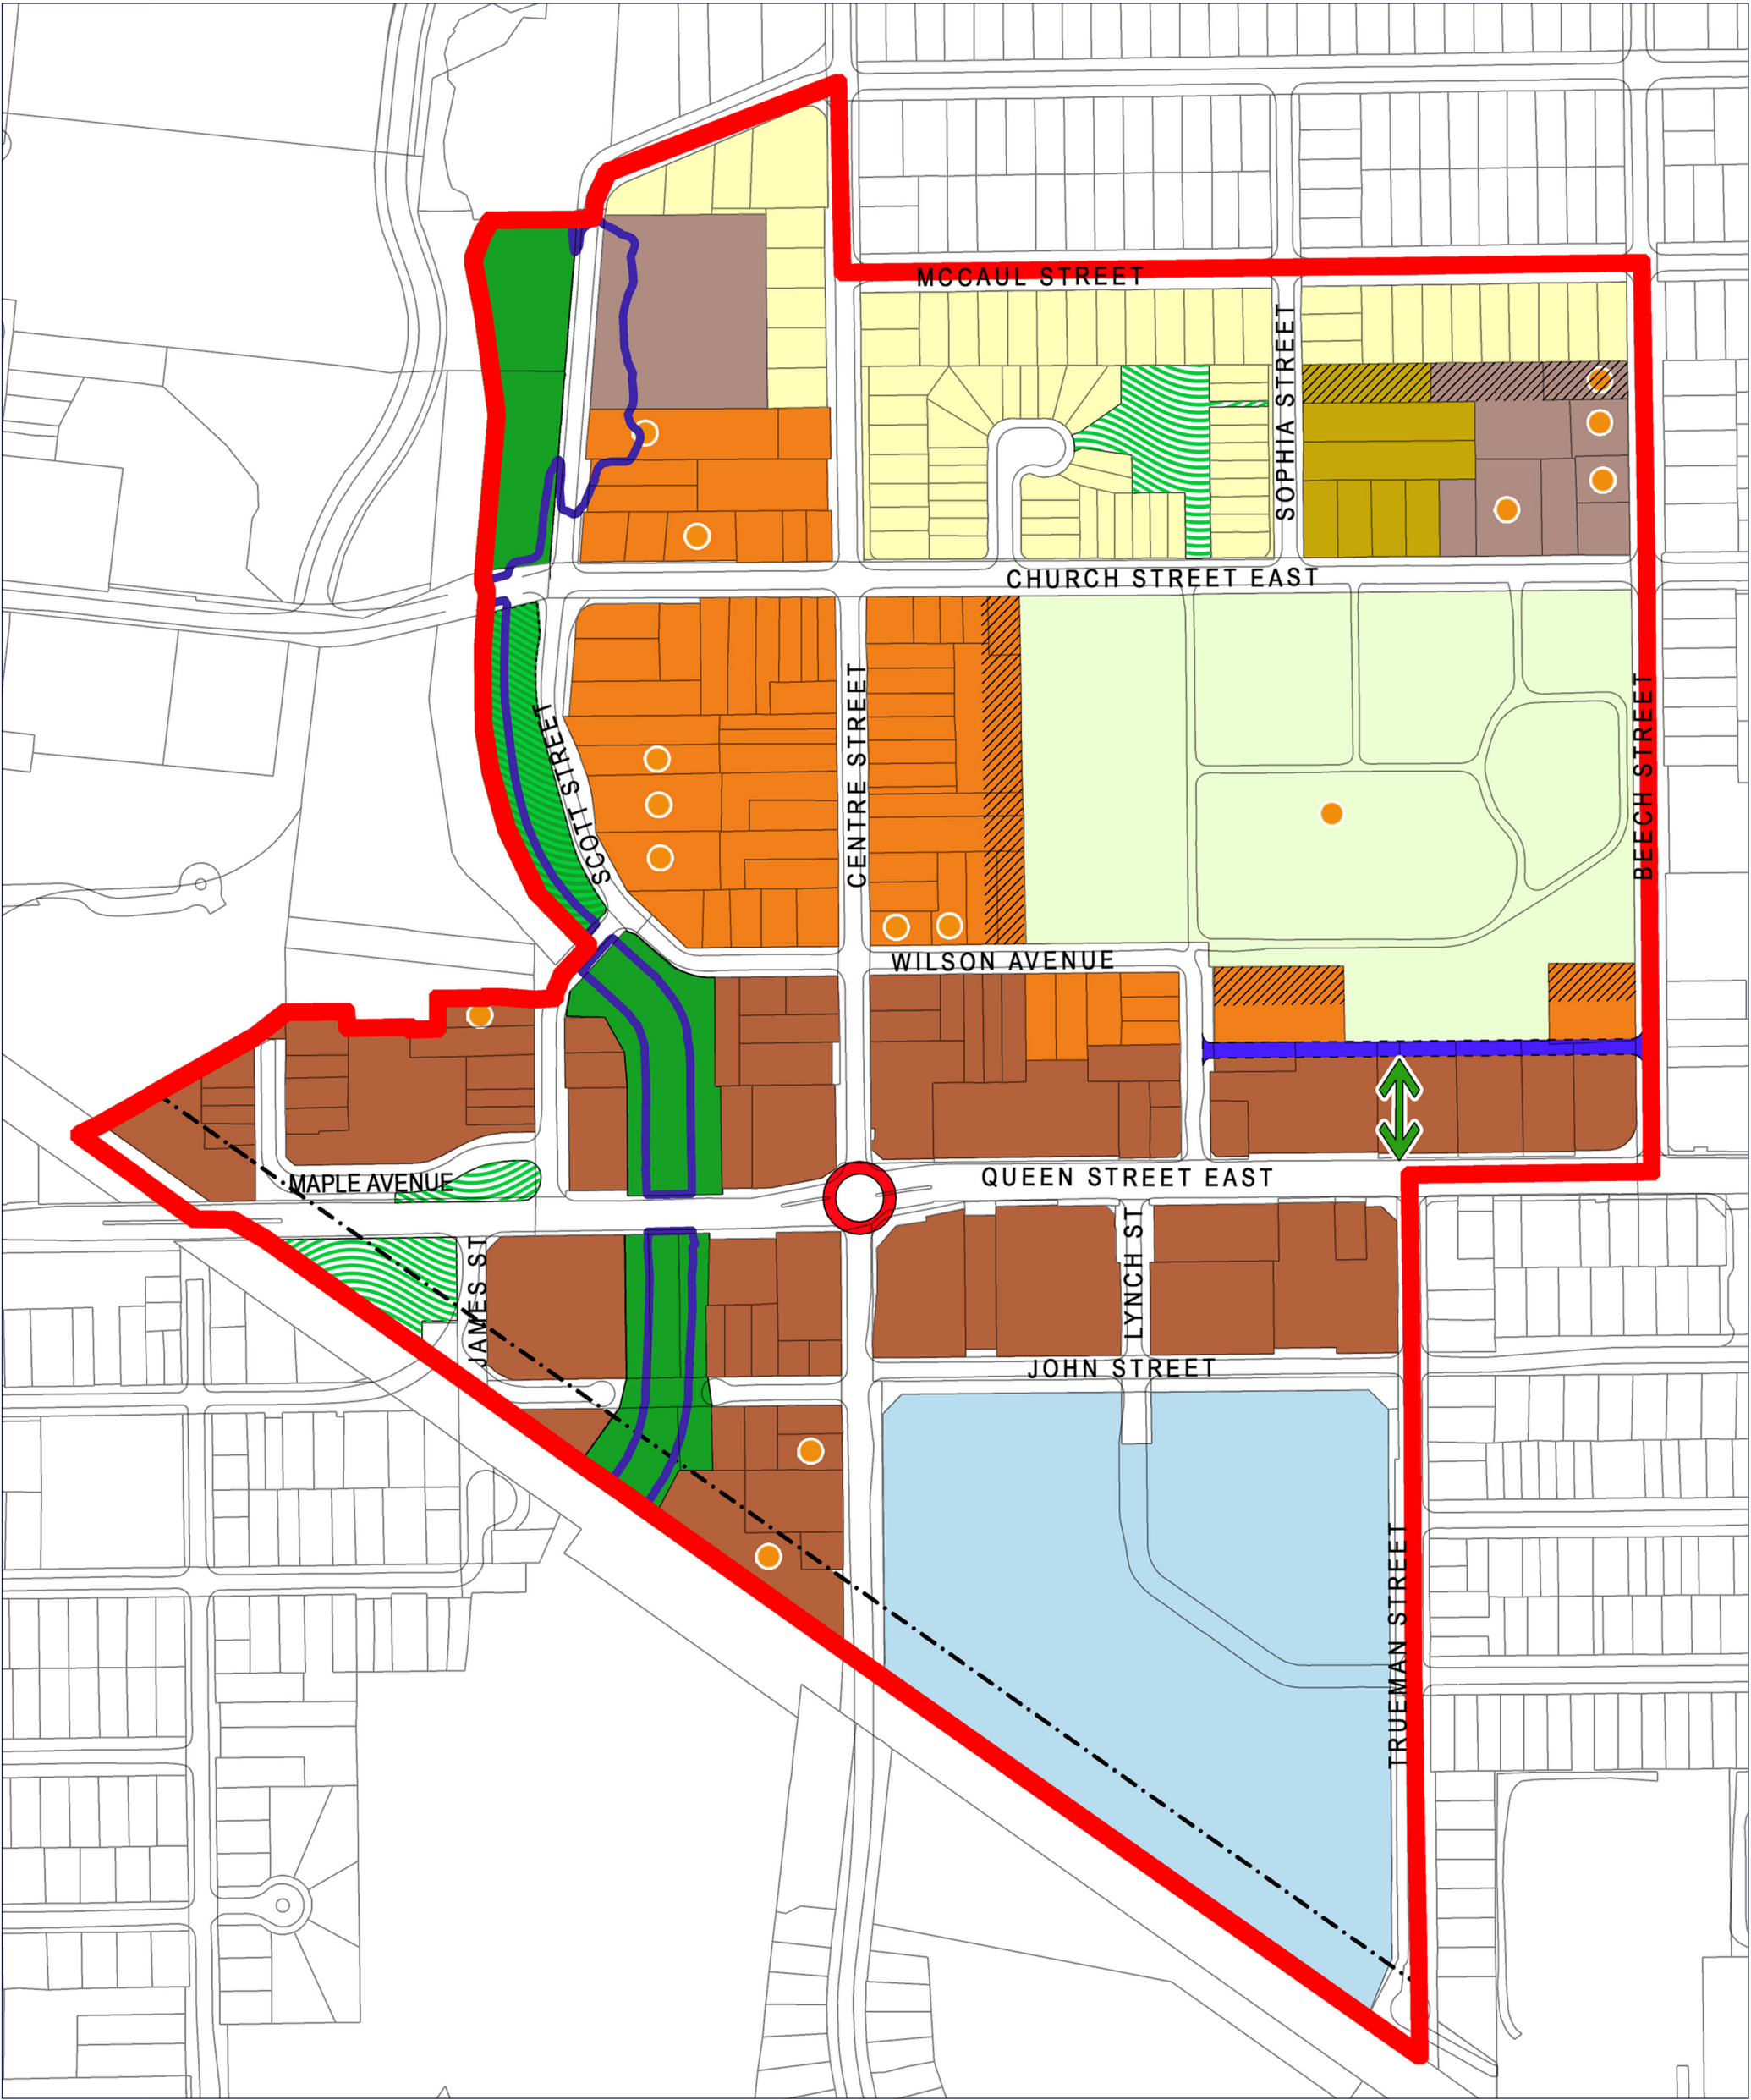 MCCAUL STREET
SOPHIA STREET
CHURCH STREET EAST
SCOTT STREET
CENTRE STREET
BEECH STREET
WILSON AVENUE
MAPLE AVENUE
QUEEN STREET EAST
JAMES ST
LYNCH ST
JOHN STREET
TRUEMAN STREET